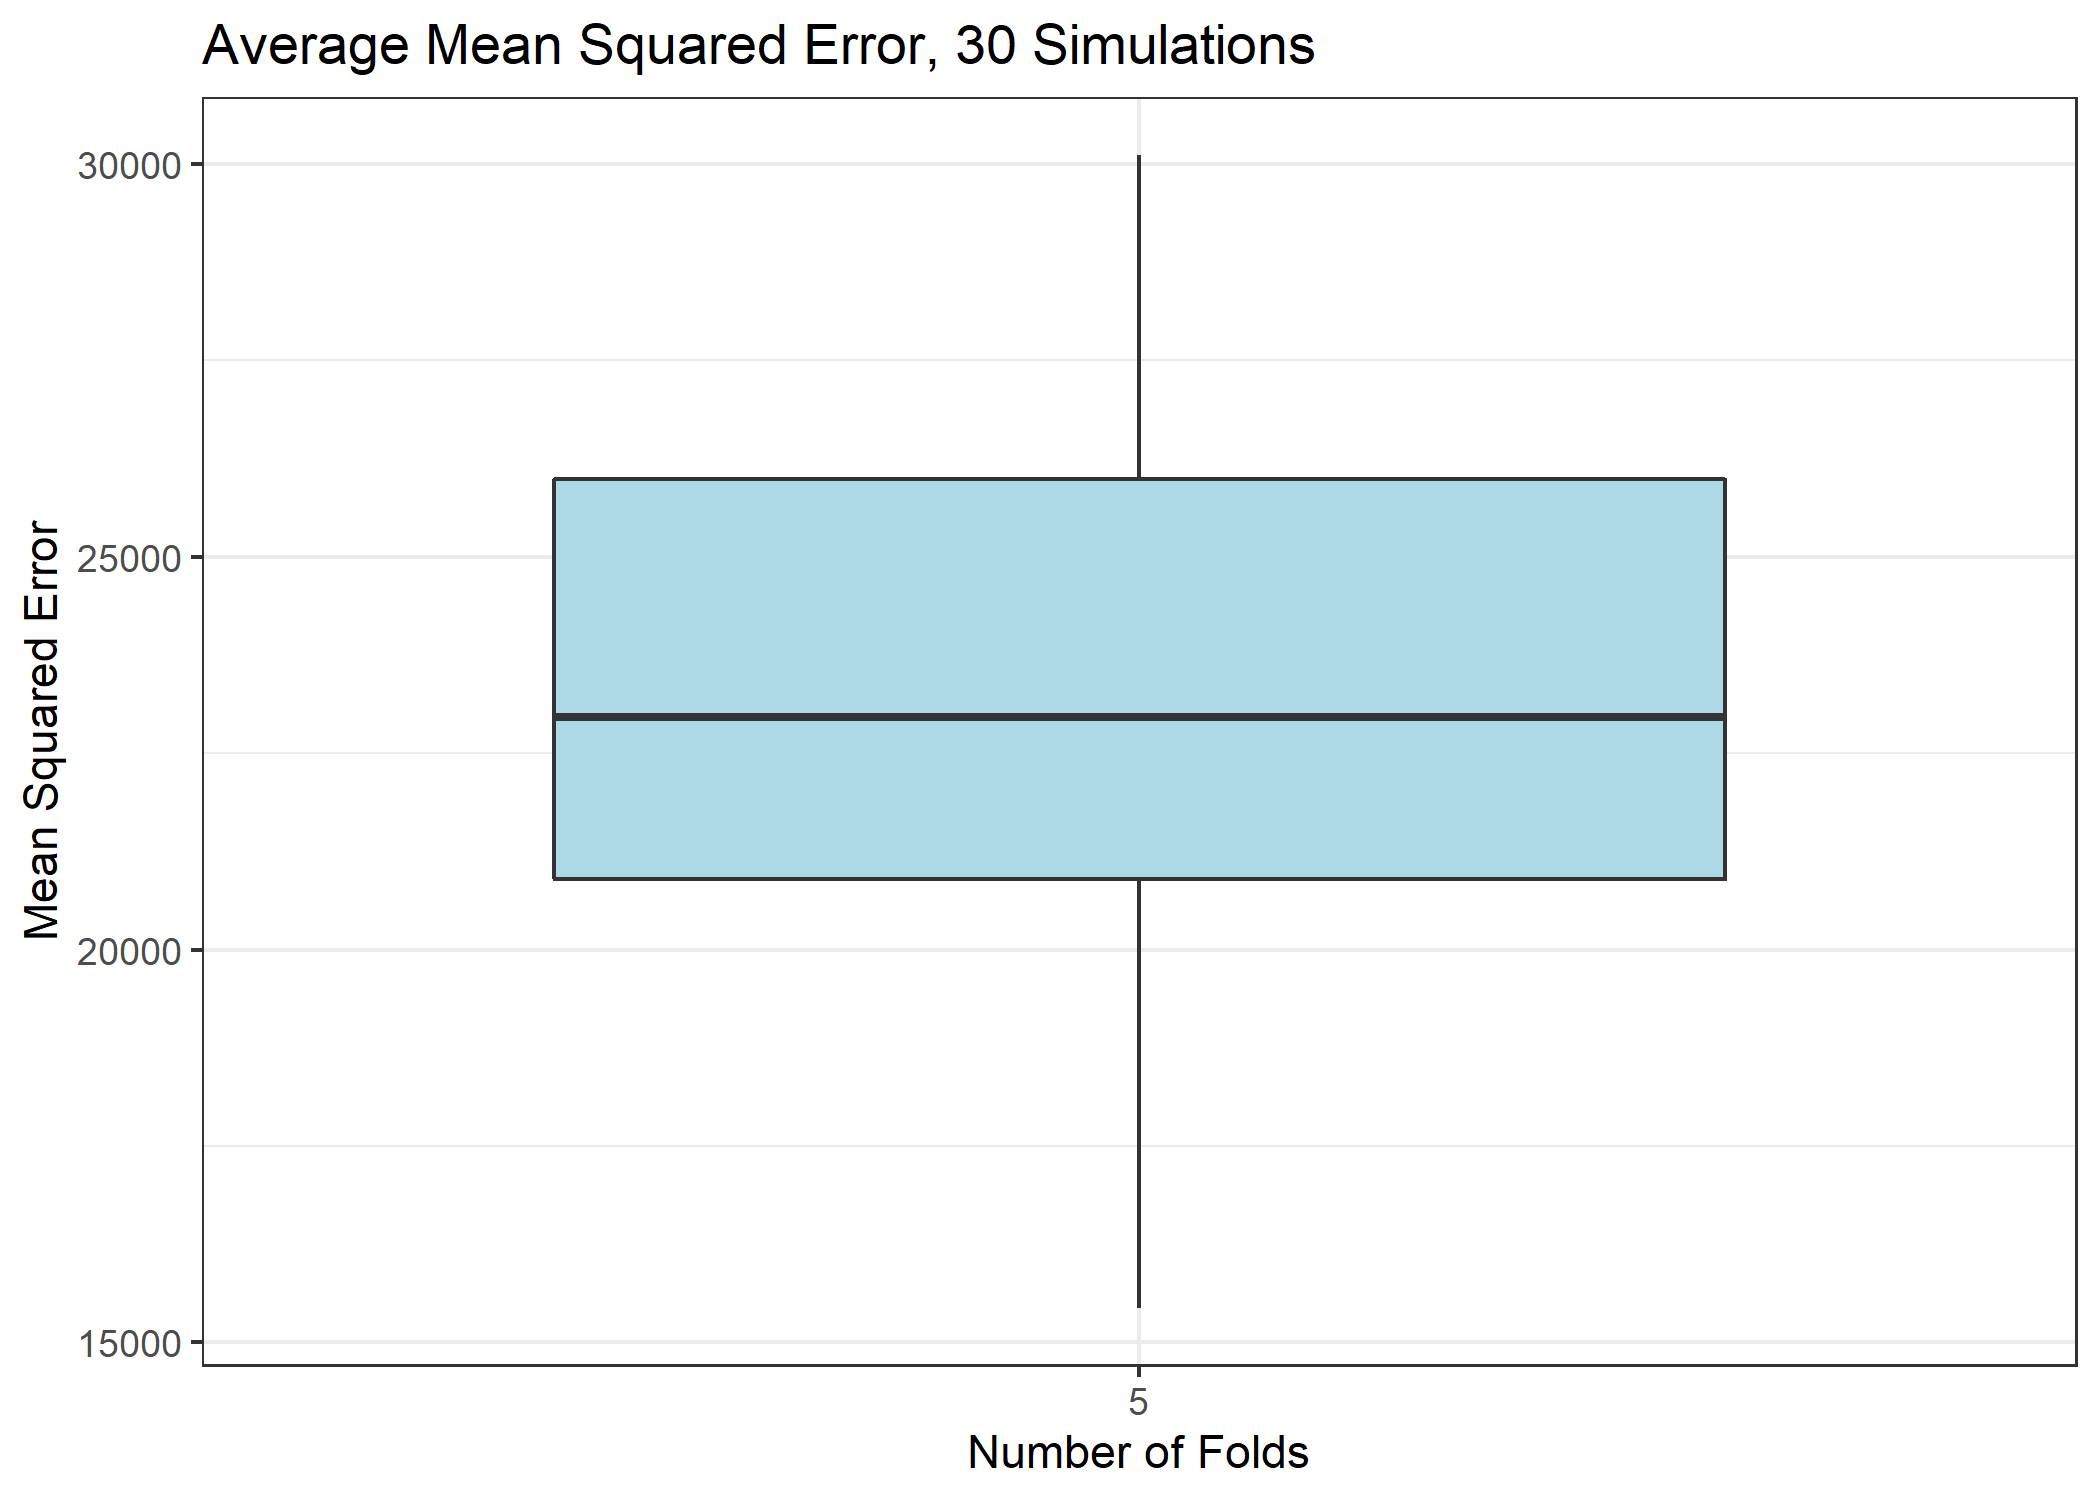 Average Mean Squared Error, 30 Simulations
30000
25000
20000
15000
Mean Squared Error
5
Number of Folds